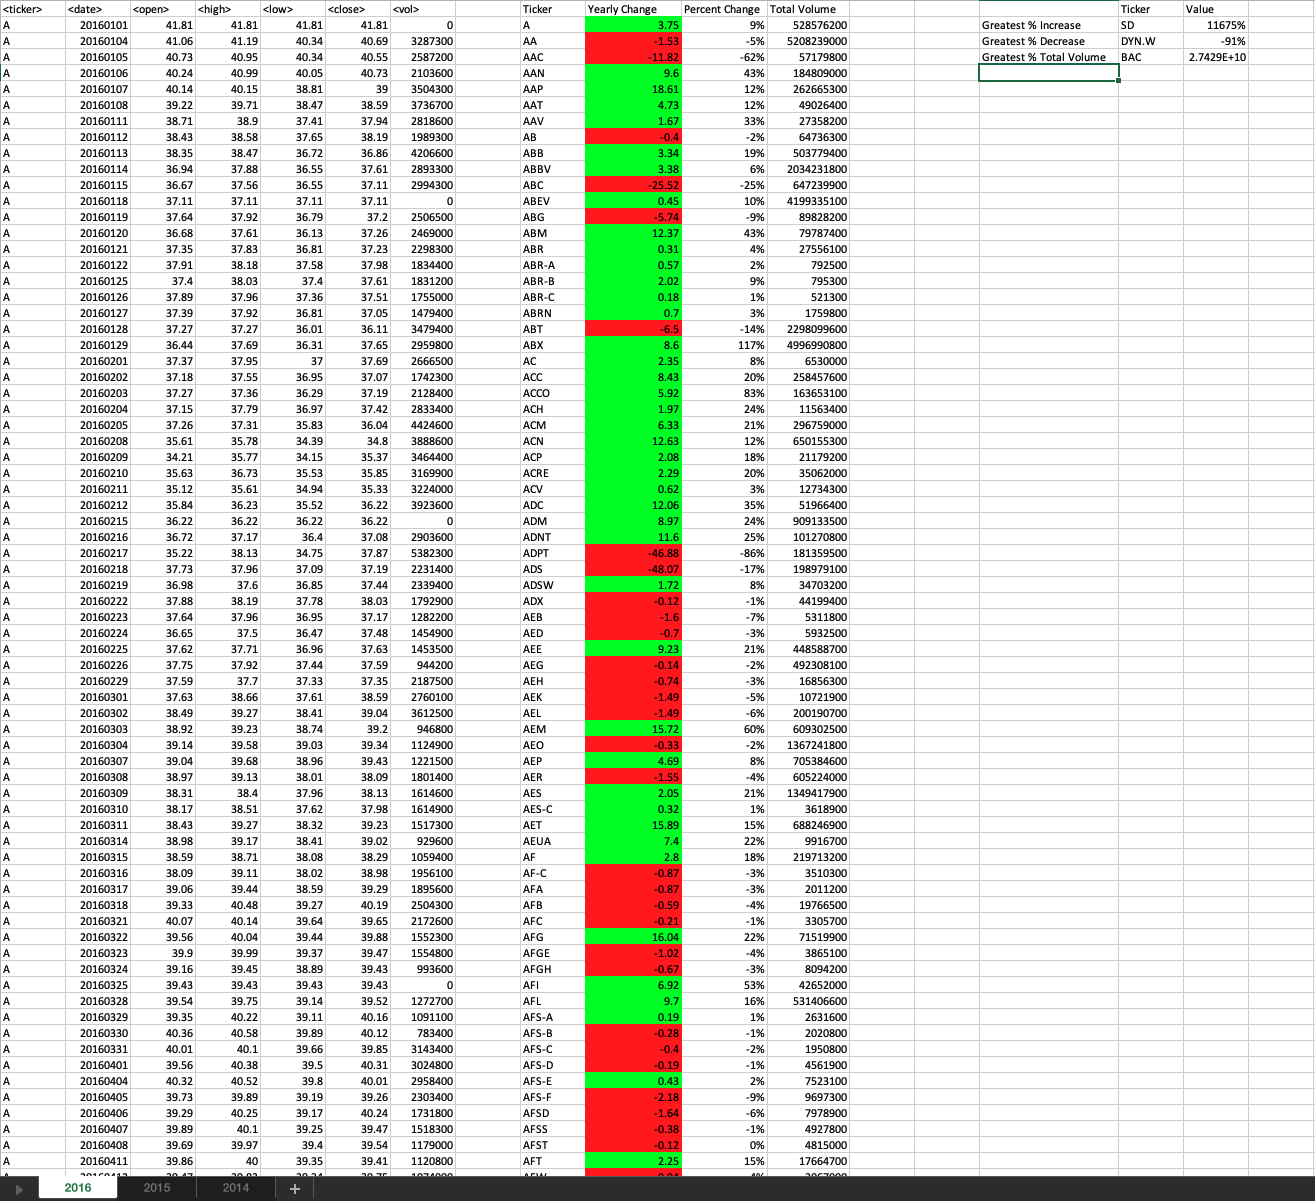 <ticker> <date> <open> <high> <low> <close> <vol> Ticker Yearly Change Percent Change Total Volume Ticker Value
A 20160101 41.81 41.81 41.81 41.81 0 A 3.75 9% 528576200 Greatest % Increase SD 11675%
A 20160104 41.06 41.19 40.34 40.69 3287300 AA -1.53 -5% 5208239000 Greatest % Decrease DYN.W -91%
A 20160105 40.73 40.95 40.34 40.55 2587200 AAC -11.82 -62% 57179800 Greatest % Total Volume BAC 2.7429E+10
A 20160106 40.24 40.99 40.05 40.73 2103600 AAN 9.6 43% 184809000
A 20160107 40.14 40.15 38.81 39 3504300 AAP 18.61 12% 262665300
A 20160108 39.22 39.71 38.47 38.59 3736700 AAT 4.73 12% 49026400
A 20160111 38.71 38.9 37.41 37.94 2818600 AAV 1.67 33% 27358200
A 20160112 38.43 38.58 37.65 38.19 1989300 AB -0.4 -2% 64736300
A 20160113 38.35 38.47 36.72 36.86 4206600 ABB 3.34 19% 503779400
A 20160114 36.94 37.88 36.55 37.61 2893300 ABBV 3.38 6% 2034231800
A 20160115 36.67 37.56 36.55 37.11 2994300 ABC -25.52 -25% 647239900
A 20160118 37.11 37.11 37.11 37.11 0 ABEV 0.45 10% 4199335100
A 20160119 37.64 37.92 36.79 37.2 2506500 ABG -5.74 -9% 89828200
A 20160120 36.68 37.61 36.13 37.26 2469000 ABM 12.37 43% 79787400
A 20160121 37.35 37.83 36.81 37.23 2298300 ABR 0.31 4% 27556100
A 20160122 37.91 38.18 37.58 37.98 1834400 ABR-A 0.57 2% 792500
A 20160125 37.4 38.03 37.4 37.61 1831200 ABR-B 2.02 9% 795300
A 20160126 37.89 37.96 37.36 37.51 1755000 ABR-C 0.18 1% 521300
A 20160127 37.39 37.92 36.81 37.05 1479400 ABRN 0.7 3% 1759800
A 20160128 37.27 37.27 36.01 36.11 3479400 ABT -6.5 -14% 2298099600
A 20160129 36.44 37.69 36.31 37.65 2959800 ABX 8.6 117% 4996990800
A 20160201 37.37 37.95 37 37.69 2666500 AC 2.35 8% 6530000
A 20160202 37.18 37.55 36.95 37.07 1742300 ACC 8.43 20% 258457600
A 20160203 37.27 37.36 36.29 37.19 2128400 ACCO 5.92 83% 163653100
A 20160204 37.15 37.79 36.97 37.42 2833400 ACH 1.97 24% 11563400
A 20160205 37.26 37.31 35.83 36.04 4424600 ACM 6.33 21% 296759000
A 20160208 35.61 35.78 34.39 34.8 3888600 ACN 12.63 12% 650155300
A 20160209 34.21 35.77 34.15 35.37 3464400 ACP 2.08 18% 21179200
A 20160210 35.63 36.73 35.53 35.85 3169900 ACRE 2.29 20% 35062000
A 20160211 35.12 35.61 34.94 35.33 3224000 ACV 0.62 3% 12734300
A 20160212 35.84 36.23 35.52 36.22 3923600 ADC 12.06 35% 51966400
A 20160215 36.22 36.22 36.22 36.22 0 ADM 8.97 24% 909133500
A 20160216 36.72 37.17 36.4 37.08 2903600 ADNT 11.6 25% 101270800
A 20160217 35.22 38.13 34.75 37.87 5382300 ADPT -46.88 -86% 181359500
A 20160218 37.73 37.96 37.09 37.19 2231400 ADS -48.07 -17% 198979100
A 20160219 36.98 37.6 36.85 37.44 2339400 ADSW 1.72 8% 34703200
A 20160222 37.88 38.19 37.78 38.03 1792900 ADX -0.12 -1% 44199400
A 20160223 37.64 37.96 36.95 37.17 1282200 AEB -1.6 -7% 5311800
A 20160224 36.65 37.5 36.47 37.48 1454900 AED -0.7 -3% 5932500
A 20160225 37.62 37.71 36.96 37.63 1453500 AEE 9.23 21% 448588700
A 20160226 37.75 37.92 37.44 37.59 944200 AEG -0.14 -2% 492308100
A 20160229 37.59 37.7 37.33 37.35 2187500 AEH -0.74 -3% 16856300
A 20160301 37.63 38.66 37.61 38.59 2760100 AEK -1.49 -5% 10721900
A 20160302 38.49 39.27 38.41 39.04 3612500 AEL -1.49 -6% 200190700
A 20160303 38.92 39.23 38.74 39.2 946800 AEM 15.72 60% 609302500
A 20160304 39.14 39.58 39.03 39.34 1124900 AEO -0.33 -2% 1367241800
A 20160307 39.04 39.68 38.96 39.43 1221500 AEP 4.69 8% 705384600
A 20160308 38.97 39.13 38.01 38.09 1801400 AER -1.55 -4% 605224000
A 20160309 38.31 38.4 37.96 38.13 1614600 AES 2.05 21% 1349417900
A 20160310 38.17 38.51 37.62 37.98 1614900 AES-C 0.32 1% 3618900
A 20160311 38.43 39.27 38.32 39.23 1517300 AET 15.89 15% 688246900
A 20160314 38.98 39.17 38.41 39.02 929600 AEUA 7.4 22% 9916700
A 20160315 38.59 38.71 38.08 38.29 1059400 AF 2.8 18% 219713200
A 20160316 38.09 39.11 38.02 38.98 1956100 AF-C -0.87 -3% 3510300
A 20160317 39.06 39.44 38.59 39.29 1895600 AFA -0.87 -3% 2011200
A 20160318 39.33 40.48 39.27 40.19 2504300 AFB -0.59 -4% 19766500
A 20160321 40.07 40.14 39.64 39.65 2172600 AFC -0.21 -1% 3305700
A 20160322 39.56 40.04 39.44 39.88 1552300 AFG 16.04 22% 71519900
A 20160323 39.9 39.99 39.37 39.47 1554800 AFGE -1.02 -4% 3865100
A 20160324 39.16 39.45 38.89 39.43 993600 AFGH -0.67 -3% 8094200
A 20160325 39.43 39.43 39.43 39.43 0 AFI 6.92 53% 42652000
A 20160328 39.54 39.75 39.14 39.52 1272700 AFL 9.7 16% 531406600
A 20160329 39.35 40.22 39.11 40.16 1091100 AFS-A 0.19 1% 2631600
A 20160330 40.36 40.58 39.89 40.12 783400 AFS-B -0.28 -1% 2020800
A 20160331 40.01 40.1 39.66 39.85 3143400 AFS-C -0.4 -2% 1950800
A 20160401 39.56 40.38 39.5 40.31 3024800 AFS-D -0.19 -1% 4561900
A 20160404 40.32 40.52 39.8 40.01 2958400 AFS-E 0.43 2% 7523100
A 20160405 39.73 39.89 39.19 39.26 2303400 AFS-F -2.18 -9% 9697300
A 20160406 39.29 40.25 39.17 40.24 1731800 AFSD -1.64 -6% 7978900
A 20160407 39.89 40.1 39.25 39.47 1518300 AFSS -0.38 -1% 4927800
A 20160408 39.69 39.97 39.4 39.54 1179000 AFST -0.12 0% 4815000
A 20160411 39.86 40 39.35 39.41 1120800 AFT 2.25 15% 17664700
2016 2015 2014 +